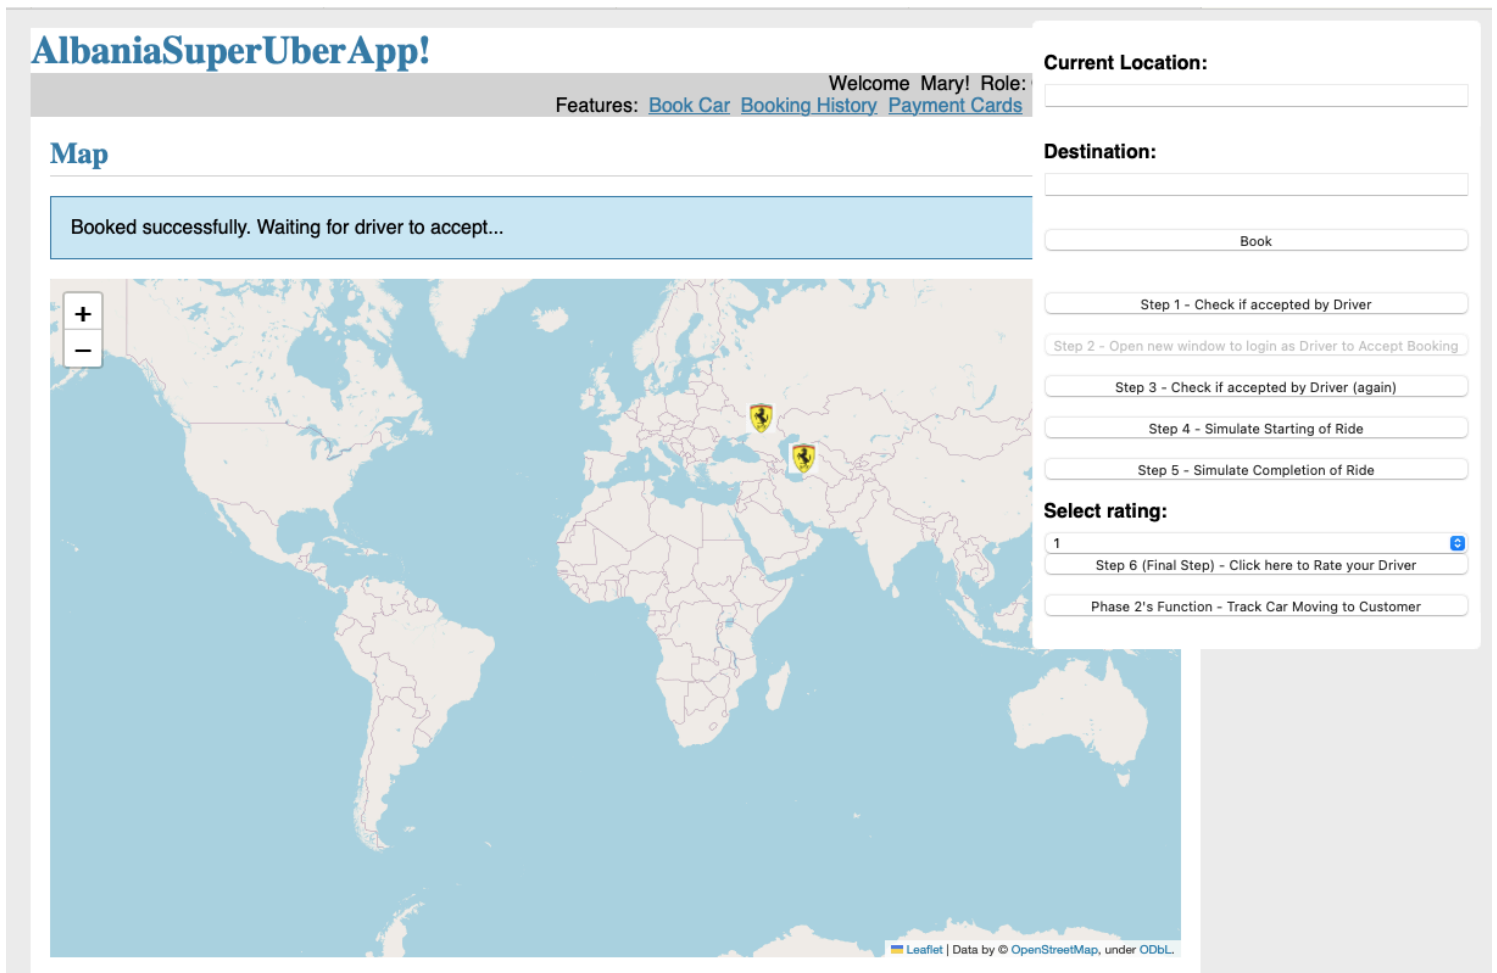 AlbaniaSuperUberApp!
Welcome Mary! Role:
Features: Book Car Booking History Payment Cards
Map
Booked successfully. Waiting for driver to accept...
+
−
Leaflet | Data by © OpenStreetMap, under ODbL.
Current Location:
Destination:
Book
Step 1 - Check if accepted by Driver
Step 2 - Open new window to login as Driver to Accept Booking
Step 3 - Check if accepted by Driver (again)
Step 4 - Simulate Starting of Ride
Step 5 - Simulate Completion of Ride
Select rating:
1
Step 6 (Final Step) - Click here to Rate your Driver
Phase 2's Function - Track Car Moving to Customer